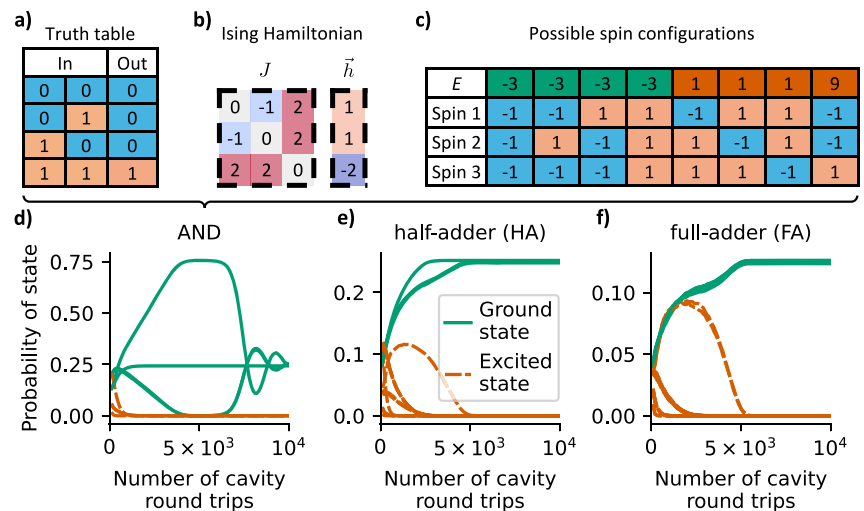 a) Truth table
In Out
0 0 0
0 1 0
1 0 0
1 1 1
b) Ising Hamiltonian
J h⃗
0 -1 2 1
-1 0 2 1
2 2 0 -2
c) Possible spin configurations
E -3 -3 -3 -3 1 1 1 9
Spin 1 -1 -1 1 1 -1 1 1 -1
Spin 2 -1 1 -1 1 1 -1 1 -1
Spin 3 -1 -1 -1 1 1 1 -1 1
d) AND
Probability of state
0.75
0.50
0.25
0.00
0 5 × 10³ 10⁴
Number of cavity
round trips
e) half-adder (HA)
0.2
0.1
0.0
Ground
state
Excited
state
0 5 × 10³ 10⁴
Number of cavity
round trips
f) full-adder (FA)
0.10
0.05
0.00
0 5 × 10³ 10⁴
Number of cavity
round trips